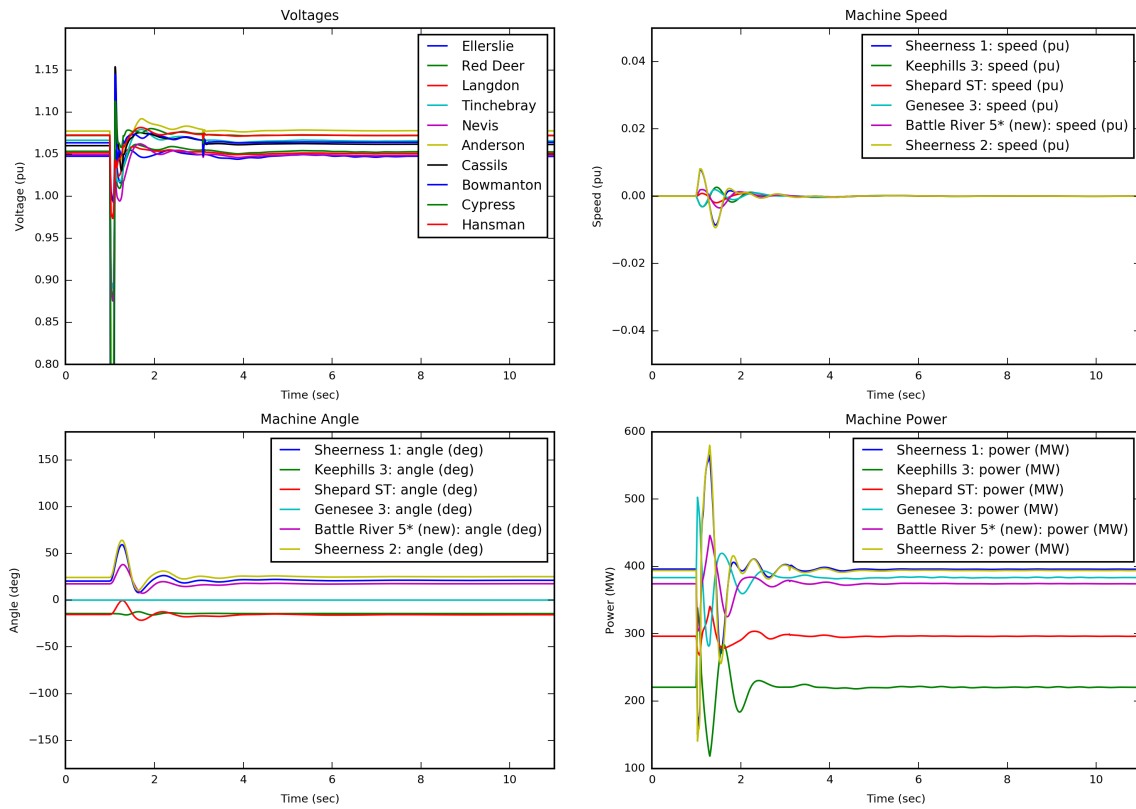 Voltages
1.15
1.10
1.05
1.00
0.95
0.90
0.85
0.80
Voltage (pu)
0
2
4
6
8
10
Time (sec)
Ellerslie
Red Deer
Langdon
Tinchebray
Nevis
Anderson
Cassils
Bowmanton
Cypress
Hansman
Machine Speed
0.04
0.02
0.00
−0.02
−0.04
Speed (pu)
0
2
4
6
8
10
Time (sec)
Sheerness 1: speed (pu)
Keephills 3: speed (pu)
Shepard ST: speed (pu)
Genesee 3: speed (pu)
Battle River 5* (new): speed (pu)
Sheerness 2: speed (pu)
Machine Angle
150
100
50
0
−50
−100
−150
Angle (deg)
0
2
4
6
8
10
Time (sec)
Sheerness 1: angle (deg)
Keephills 3: angle (deg)
Shepard ST: angle (deg)
Genesee 3: angle (deg)
Battle River 5* (new): angle (deg)
Sheerness 2: angle (deg)
Machine Power
600
500
400
300
200
100
Power (MW)
0
2
4
6
8
10
Time (sec)
Sheerness 1: power (MW)
Keephills 3: power (MW)
Shepard ST: power (MW)
Genesee 3: power (MW)
Battle River 5* (new): power (MW)
Sheerness 2: power (MW)